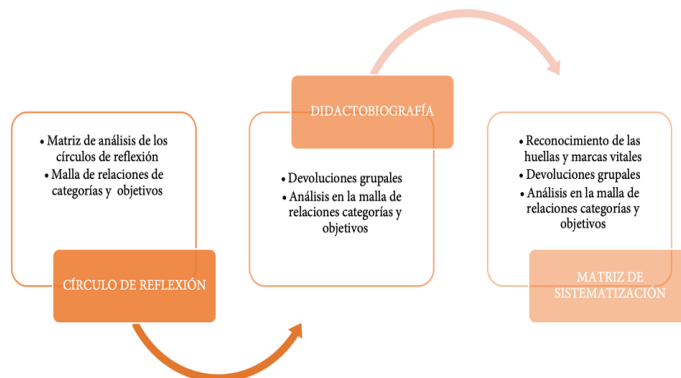 • Matriz de análisis de los
círculos de reflexión
• Malla de relaciones de
categorías y objetivos
CÍRCULO DE REFLEXIÓN
DIDACTOBIOGRAFÍA
• Devoluciones grupales
• Análisis en la malla de
relaciones categorías y
objetivos
• Reconocimiento de las
huellas y marcas vitales
• Devoluciones grupales
• Análisis en la malla de
relaciones categorías y
objetivos
MATRIZ DE
SISTEMATIZACIÓN